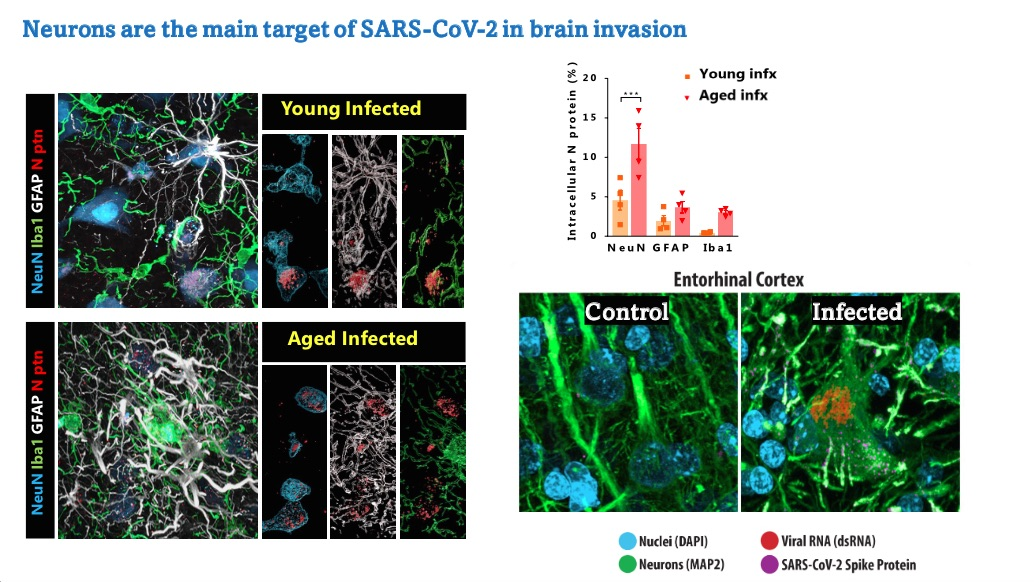 Neurons are the main target of SARS-CoV-2 in brain invasion
NeuN Iba1 GFAP N ptn
Young Infected
NeuN Iba1 GFAP N ptn
Aged Infected
Intracellular N protein (%)
20
15
10
5
0
***
Young infx
Aged infx
NeuN GFAP Iba1
Entorhinal Cortex
Control
Infected
Nuclei (DAPI)
Viral RNA (dsRNA)
Neurons (MAP2)
SARS-CoV-2 Spike Protein